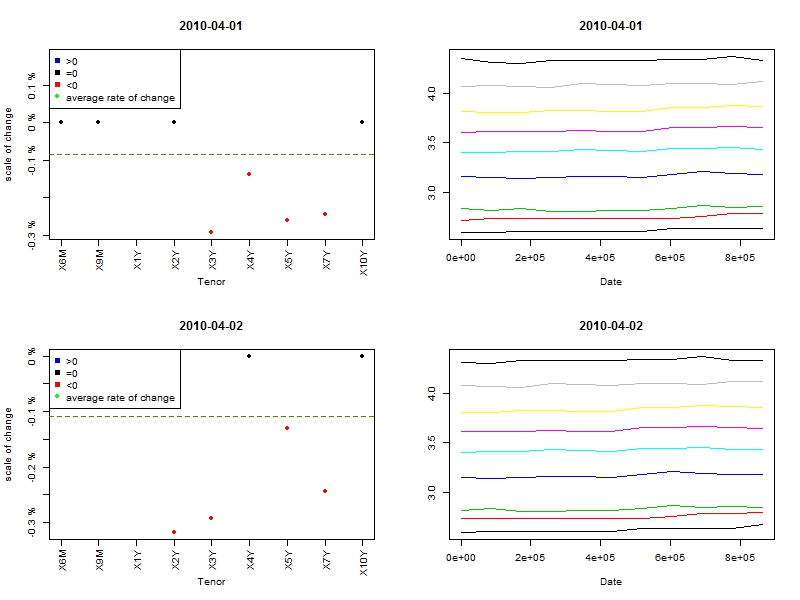 2010-04-01
>0
=0
<0
average rate of change
0.1 %
0 %
-0.1 %
-0.3 %
scale of change
X6M X9M X1Y X2Y X3Y X4Y X5Y X7Y X10Y
Tenor
2010-04-01
4.0
3.5
3.0
0e+00 2e+05 4e+05 6e+05 8e+05
Date
2010-04-02
>0
=0
<0
average rate of change
0 %
-0.1 %
-0.2 %
-0.3 %
scale of change
X6M X9M X1Y X2Y X3Y X4Y X5Y X7Y X10Y
Tenor
2010-04-02
4.0
3.5
3.0
0e+00 2e+05 4e+05 6e+05 8e+05
Date